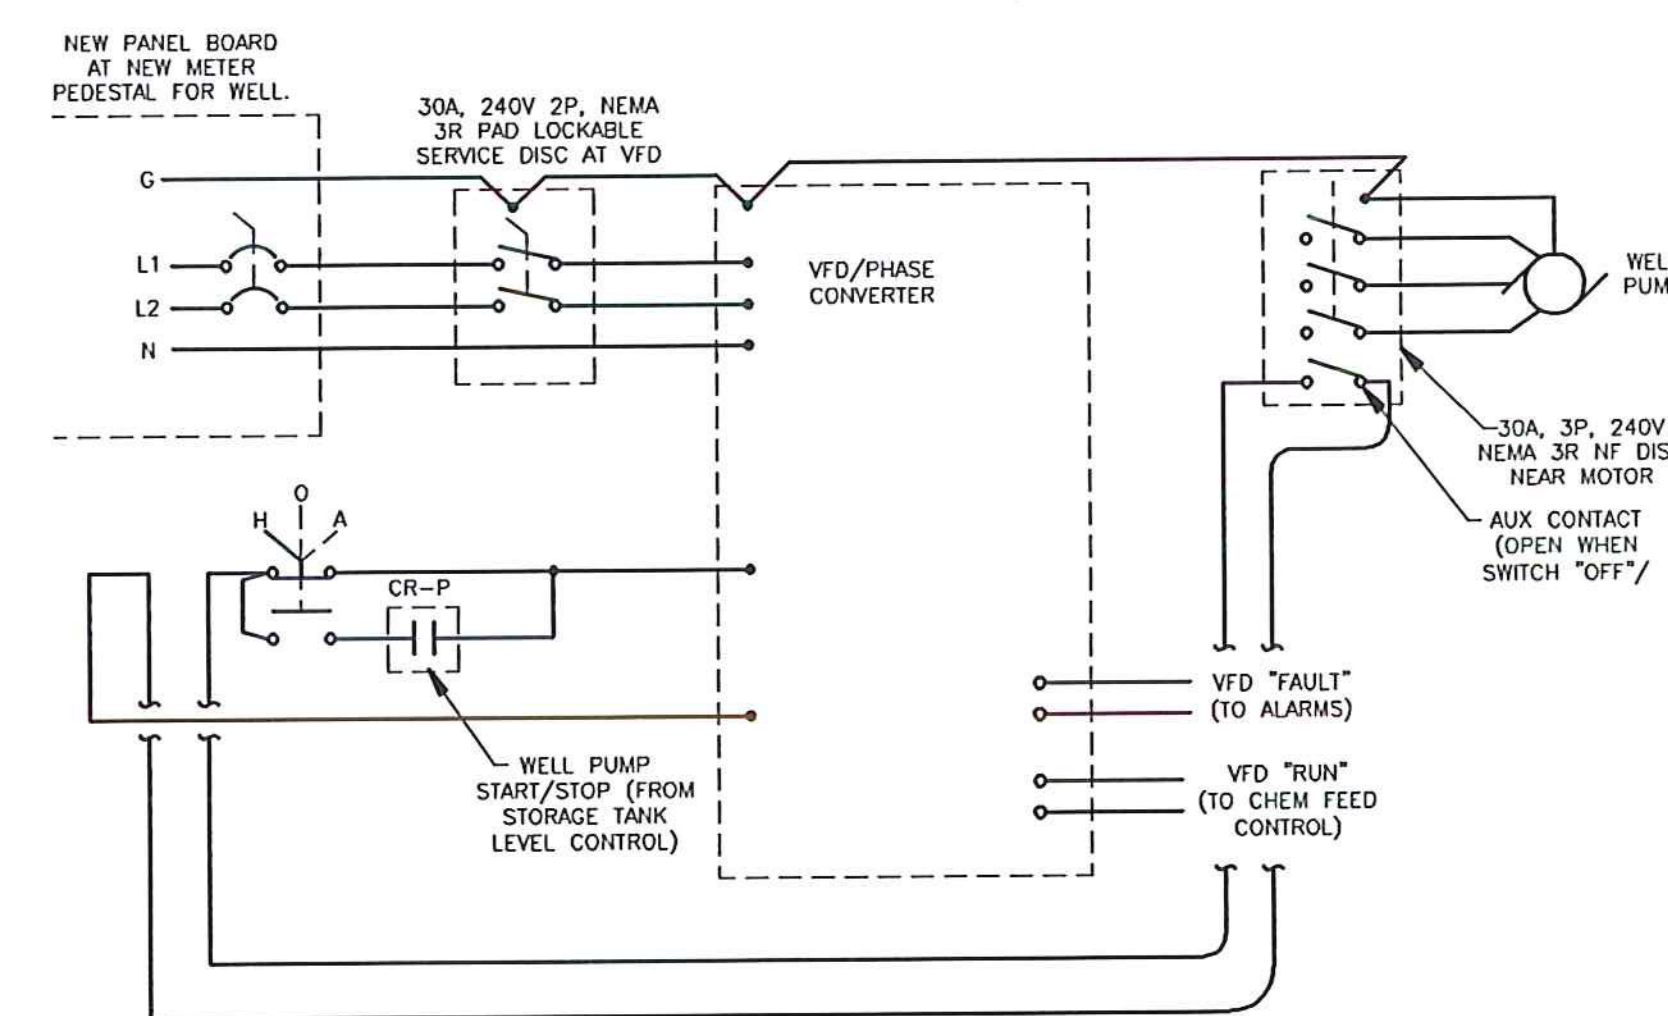 NEW PANEL BOARD
AT NEW METER
PEDESTAL FOR WELL.
30A, 240V 2P, NEMA
3R PAD LOCKABLE
SERVICE DISC AT VFD
G
L1
L2
N
VFD/PHASE
CONVERTER
WEL
PUM
30A, 3P, 240V
NEMA 3R NF DIS
NEAR MOTOR
AUX CONTACT
(OPEN WHEN
SWITCH "OFF"/
H
O
A
CR-P
WELL PUMP
START/STOP (FROM
STORAGE TANK
LEVEL CONTROL)
VFD "FAULT"
(TO ALARMS)
VFD "RUN"
(TO CHEM FEED
CONTROL)